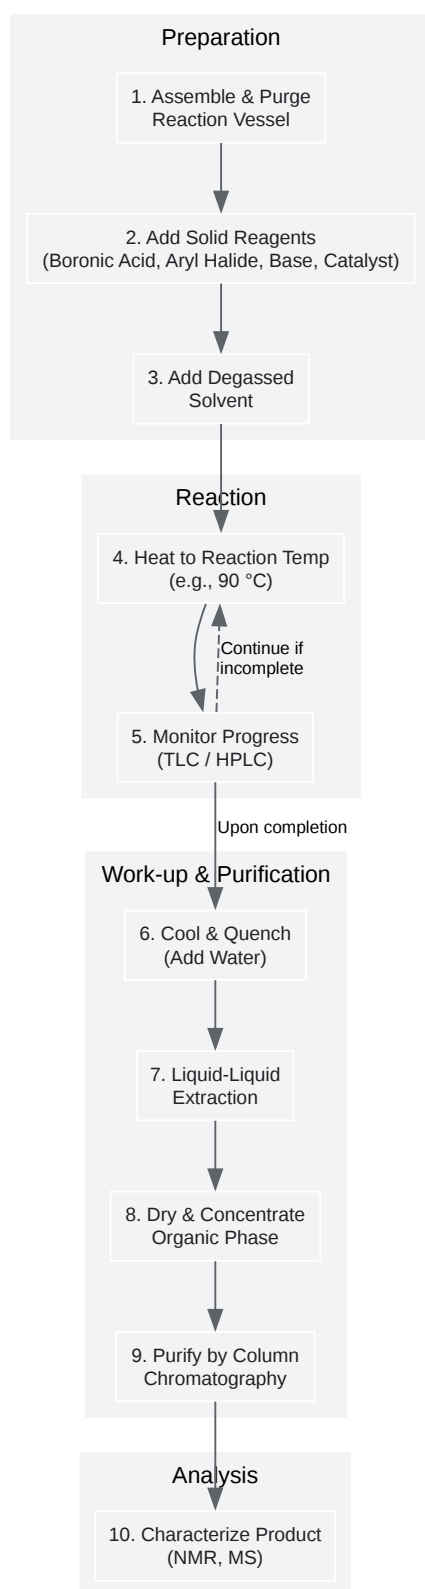 Preparation
1. Assemble & Purge
Reaction Vessel
2. Add Solid Reagents
(Boronic Acid, Aryl Halide, Base, Catalyst)
3. Add Degassed
Solvent
Reaction
4. Heat to Reaction Temp
(e.g., 90 °C)
Continue if
incomplete
5. Monitor Progress
(TLC / HPLC)
Upon completion
Work-up & Purification
6. Cool & Quench
(Add Water)
7. Liquid-Liquid
Extraction
8. Dry & Concentrate
Organic Phase
9. Purify by Column
Chromatography
Analysis
10. Characterize Product
(NMR, MS)